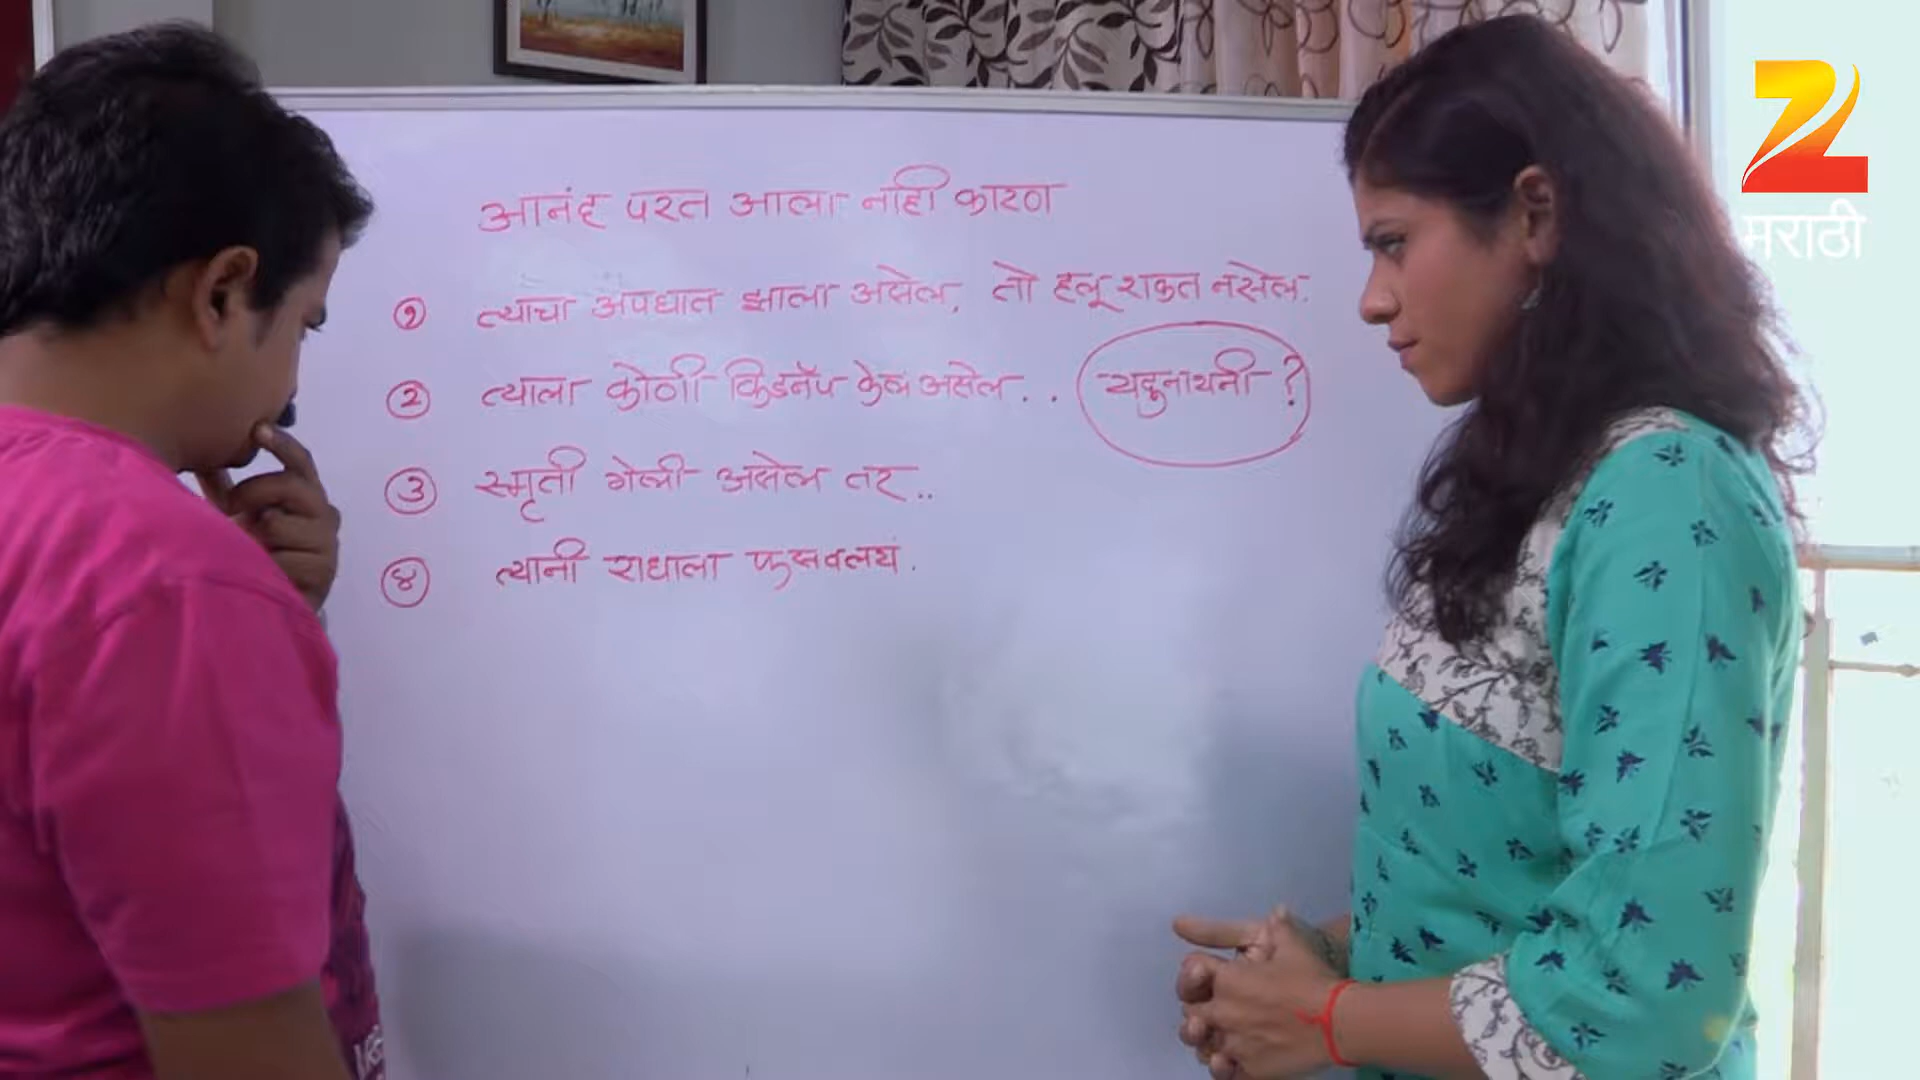 आनंद परत आला नाही कारण
१ त्याचा अपघात झाला असेल, तो हलू शकत नसेल.
२ त्याला कोणी किडनॅप केलं असेल.. यदुनाथनी ?
३ स्मृती गेली असेल तर..
४ त्यानी राधाला फसवलय.
मराठी